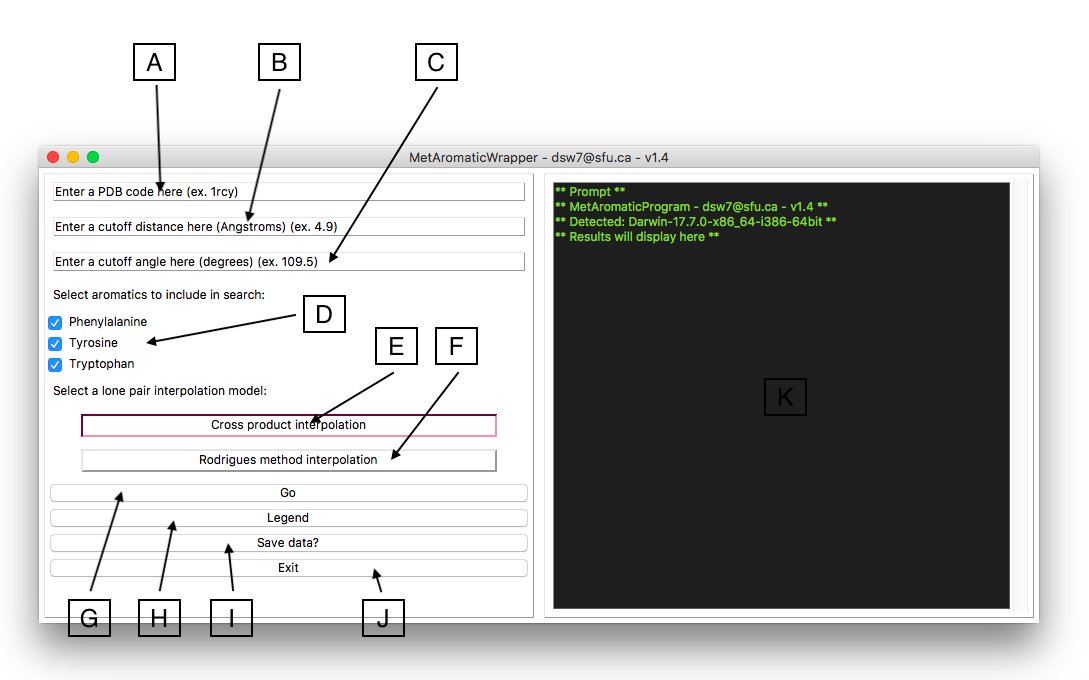 A
B
C
MetAromaticWrapper - dsw7@sfu.ca - v1.4
Enter a PDB code here (ex. 1rcy)
Enter a cutoff distance here (Angstroms) (ex. 4.9)
Enter a cutoff angle here (degrees) (ex. 109.5)
Select aromatics to include in search:
D
Phenylalanine
Tyrosine
Tryptophan
E
F
Select a lone pair interpolation model:
Cross product interpolation
Rodrigues method interpolation
Go
Legend
Save data?
Exit
G
H
I
J
** Prompt **
** MetAromaticProgram - dsw7@sfu.ca - v1.4 **
** Detected: Darwin-17.7.0-x86_64-i386-64bit **
** Results will display here **
K